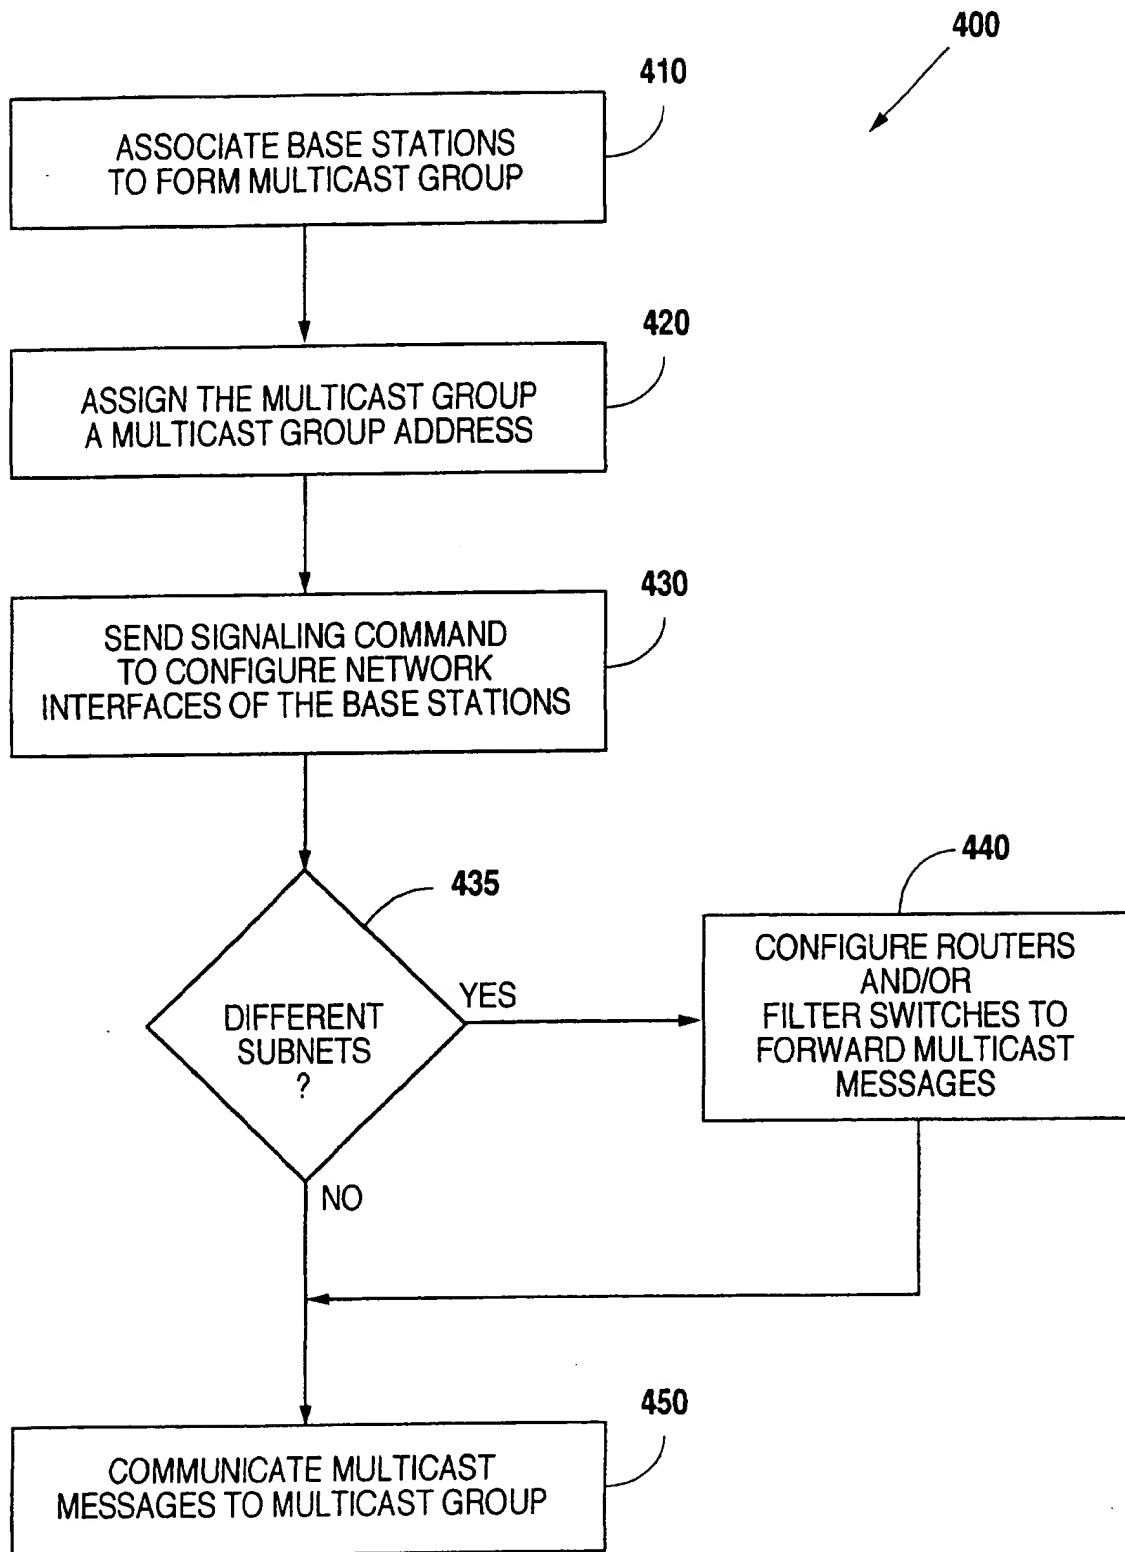 400
410
ASSOCIATE BASE STATIONS
TO FORM MULTICAST GROUP
420
ASSIGN THE MULTICAST GROUP
A MULTICAST GROUP ADDRESS
430
SEND SIGNALING COMMAND
TO CONFIGURE NETWORK
INTERFACES OF THE BASE STATIONS
435
DIFFERENT
SUBNETS
?
YES
440
CONFIGURE ROUTERS
AND/OR
FILTER SWITCHES TO
FORWARD MULTICAST
MESSAGES
NO
450
COMMUNICATE MULTICAST
MESSAGES TO MULTICAST GROUP